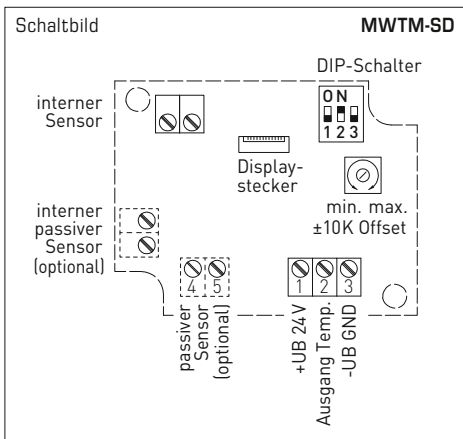 Schaltbild
MWTM-SD
DIP-Schalter
ON
1 2 3
interner
Sensor
Display-
stecker
min. max.
±10K Offset
interner
passiver
Sensor
(optional)
4 5
passiver
Sensor
(optional)
1 2 3
+UB 24V
Ausgang Temp.
-UB GND